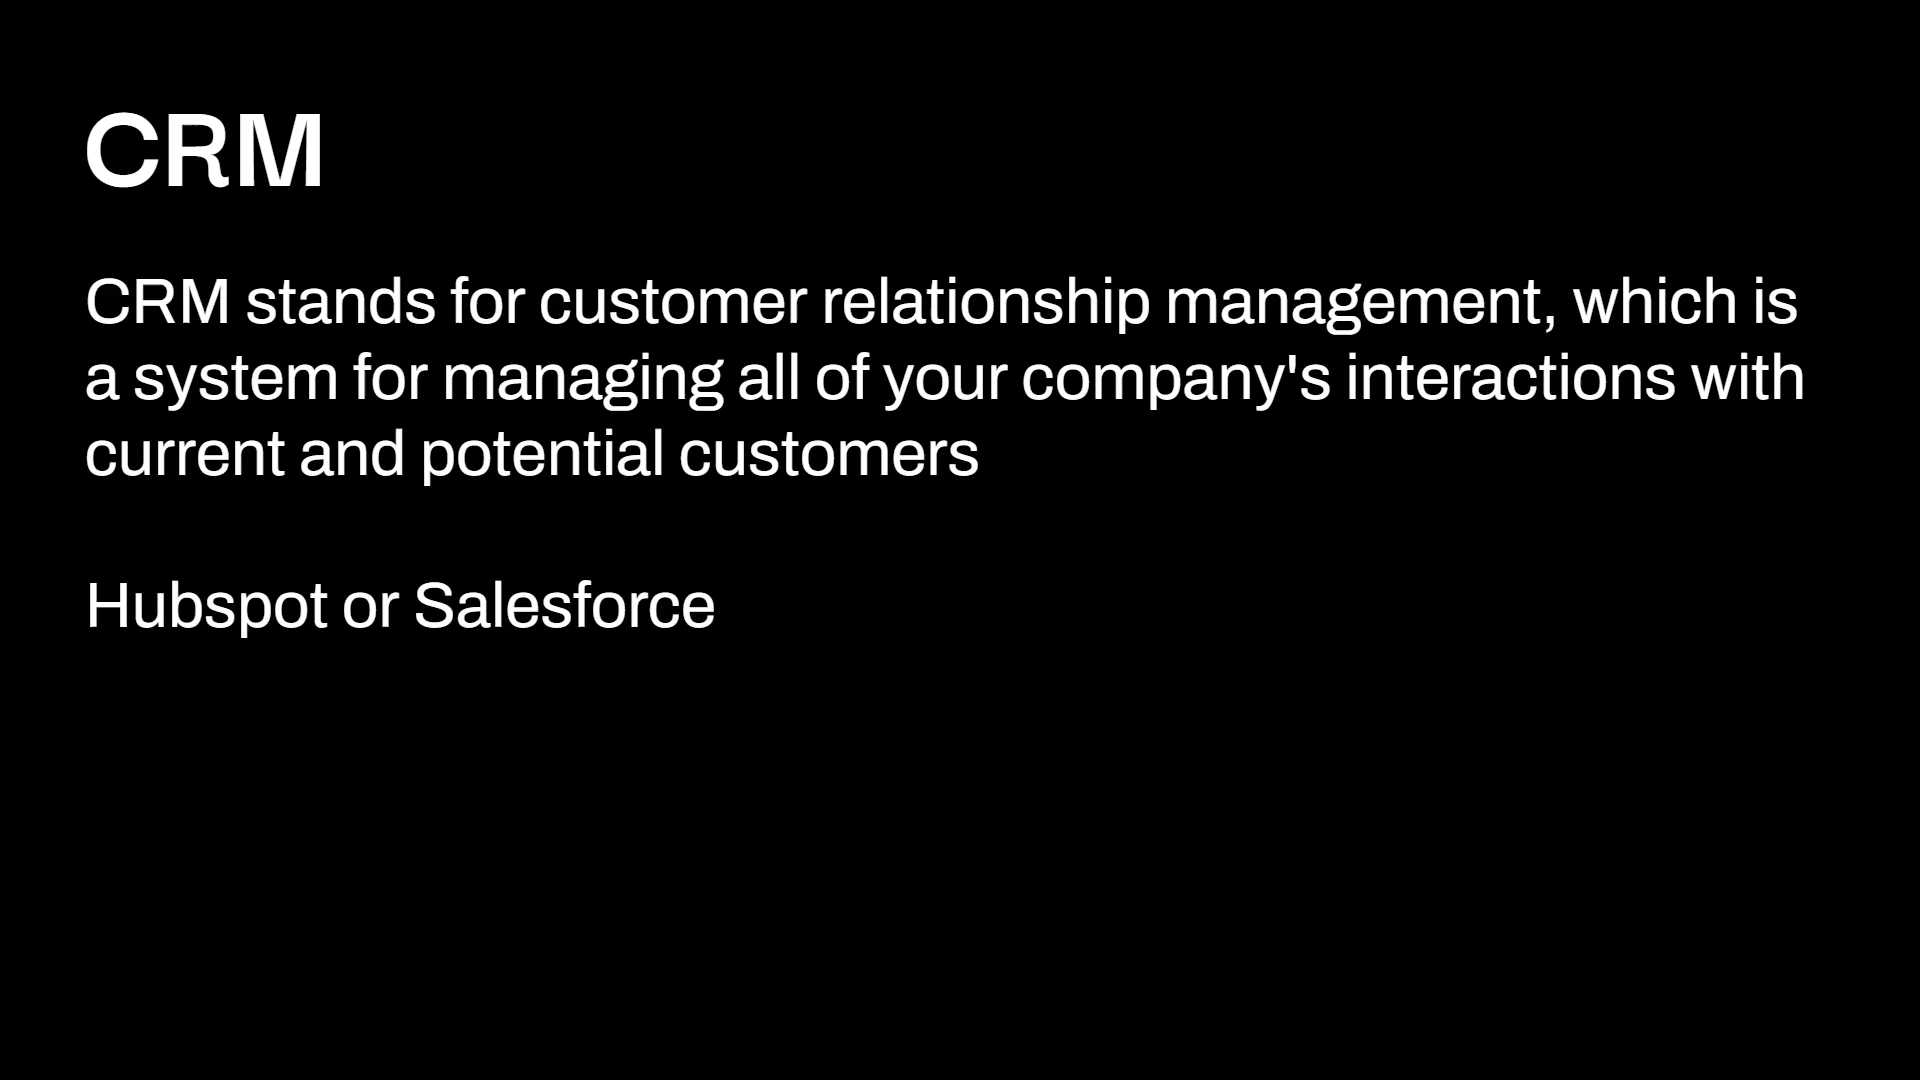 CRM
CRM stands for customer relationship management, which is
a system for managing all of your company's interactions with
current and potential customers
Hubspot or Salesforce